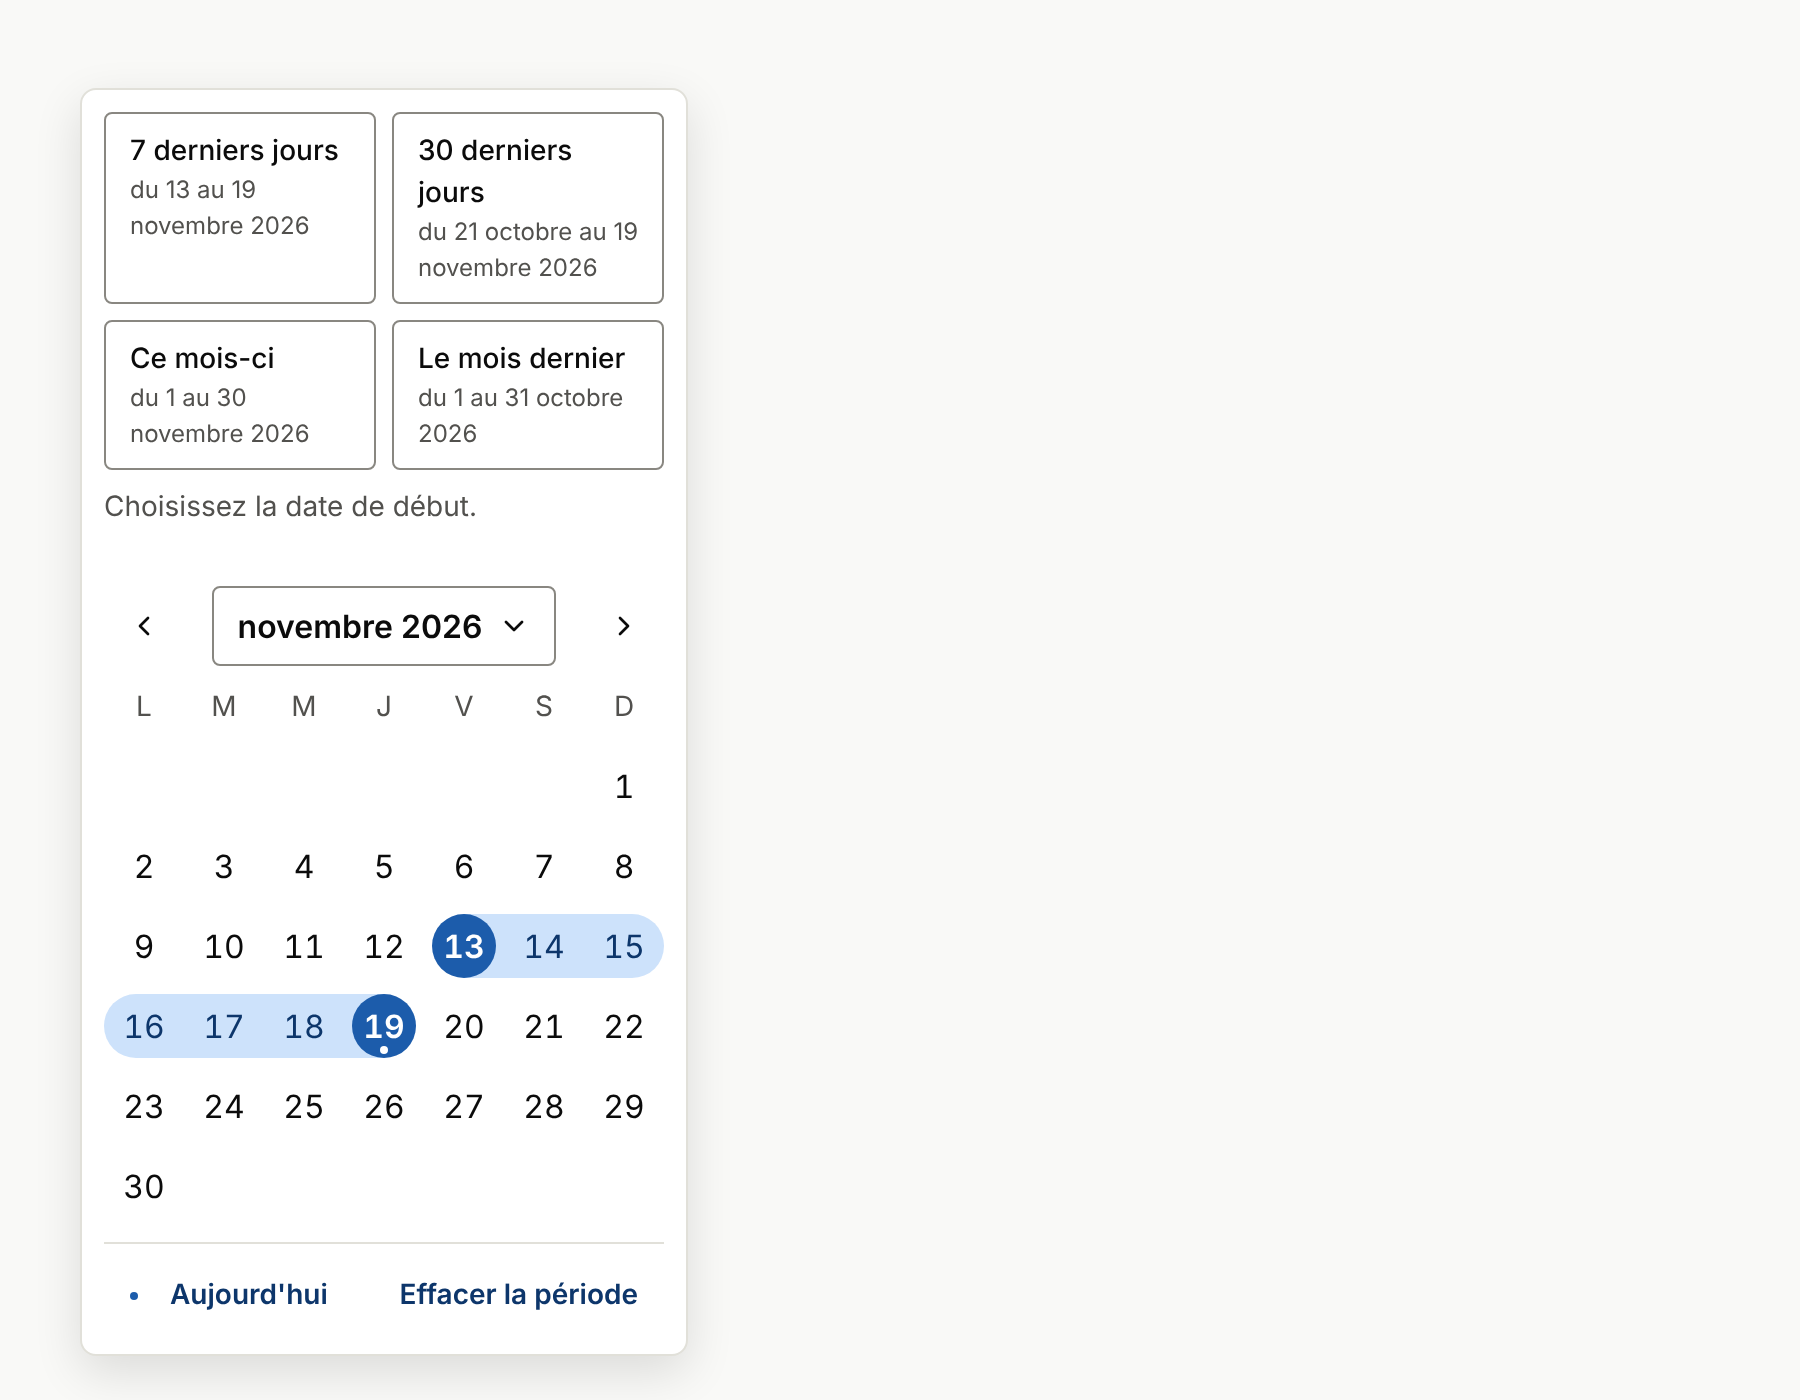 7 derniers jours
du 13 au 19
novembre 2026
30 derniers
jours
du 21 octobre au 19
novembre 2026
Ce mois-ci
du 1 au 30
novembre 2026
Le mois dernier
du 1 au 31 octobre
2026
Choisissez la date de début.
novembre 2026
L M M J V S D
1
2 3 4 5 6 7 8
9 10 11 12 13 14 15
16 17 18 19 20 21 22
23 24 25 26 27 28 29
30
Aujourd'hui
Effacer la période